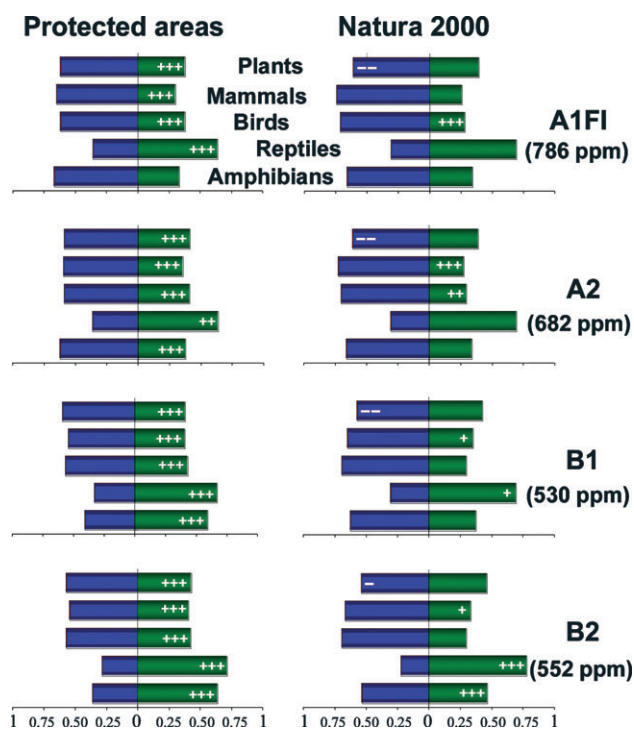 Protected areas Natura 2000
+++ Plants −−
+++ Mammals
+++ Birds +++ A1FI
+++ Reptiles (786 ppm)
Amphibians
+++ −−
+++ +++
+++ ++ A2
++ (682 ppm)
+++
+++ −−
+++ +
+++ B1
+++ + (530 ppm)
+++
+++ −
+++ +
+++ B2
+++ +++ (552 ppm)
+++ +++
1 0.75 0.50 0.25 0 0.25 0.50 0.75 1 1 0.75 0.50 0.25 0 0.25 0.50 0.75 1